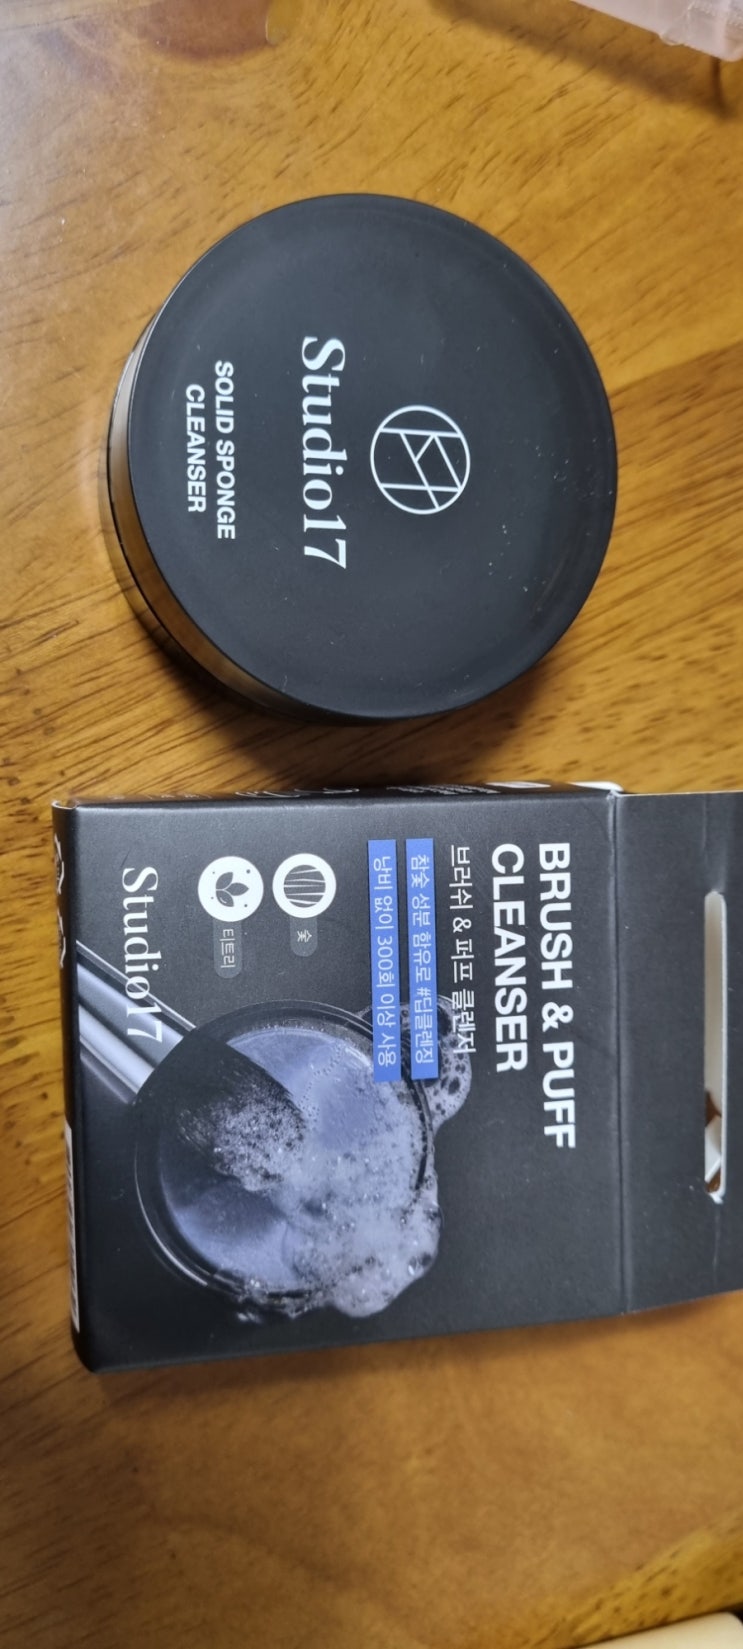 Studio17
SOLID SPONGE
CLEANSER
BRUSH & PUFF
CLEANSER
브러쉬 & 퍼프 클렌저
참숯 성분 함유로 #딥클렌징
낭비 없이 300회 이상 사용
숯
티트리
Studio17